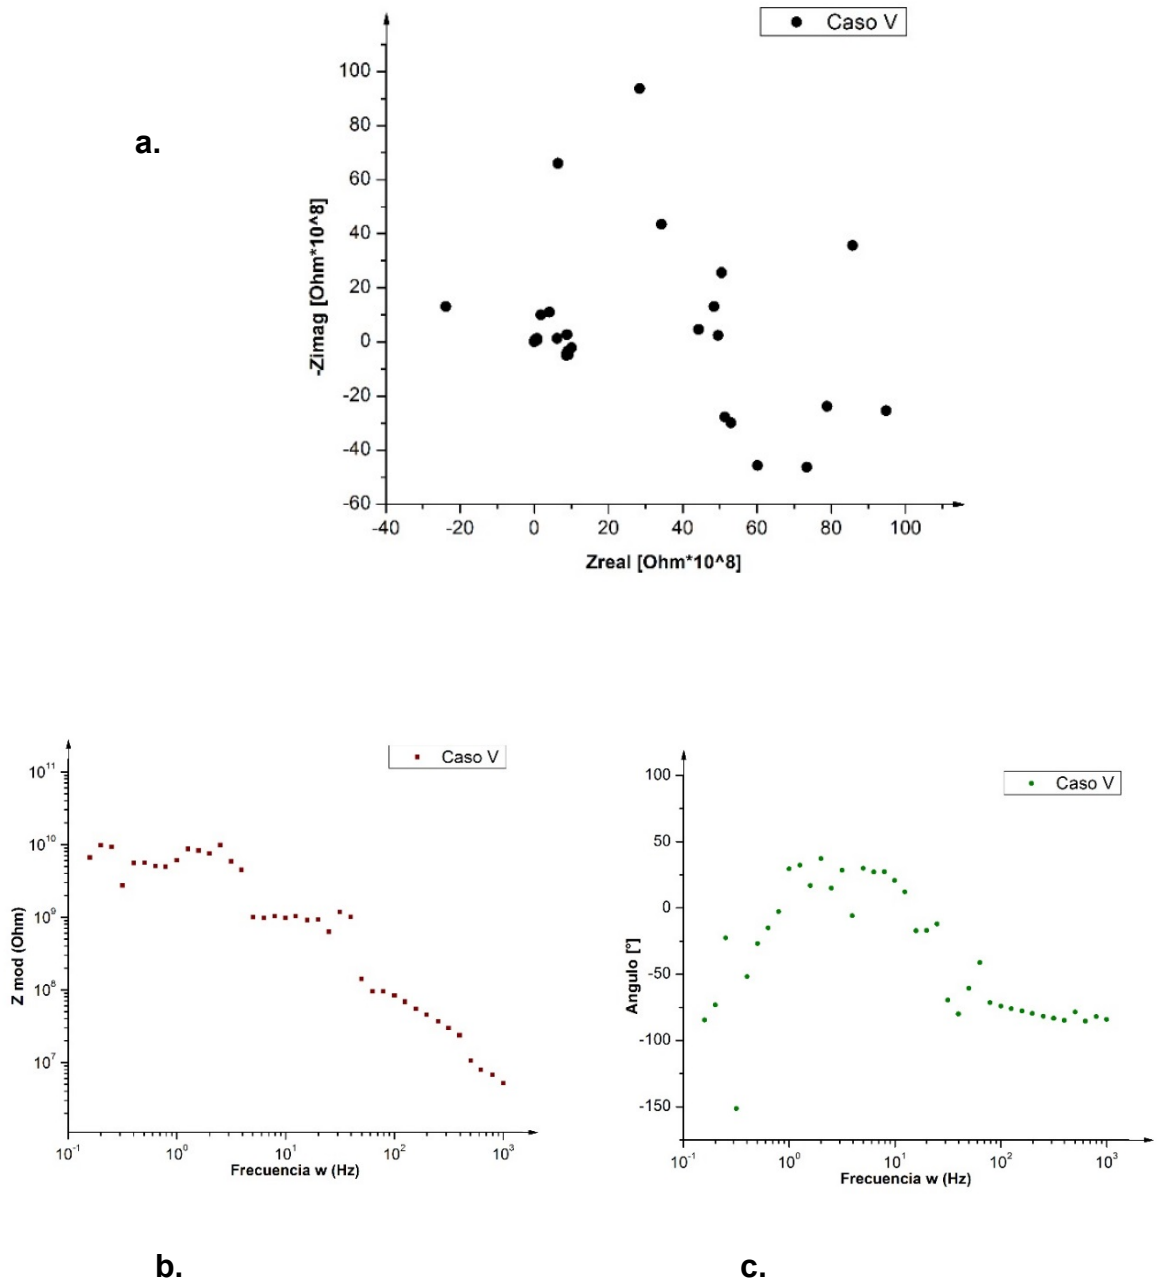 Caso V
a.
100
80
60
40
20
0
-20
-40
-60
-Zimag [Ohm*10^8]
-40 -20 0 20 40 60 80 100
Zreal [Ohm*10^8]
Caso V
10^11
10^10
10^9
10^8
10^7
Z mod (Ohm)
10^-1 10^0 10^1 10^2 10^3
Frecuencia w (Hz)
Caso V
100
50
0
-50
-100
-150
Angulo [°]
10^-1 10^0 10^1 10^2 10^3
Frecuencia w (Hz)
b. c.